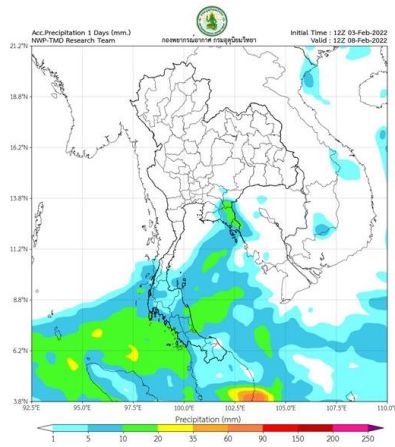 Acc.Precipitation 1 Days (mm.)
NWP-TMD Research Team
กองพยากรณ์อากาศ กรมอุตุนิยมวิทยา
Initial Time : 12Z 03-Feb-2022
Valid : 12Z 08-Feb-2022
21.2°N
18.8°N
16.2°N
13.8°N
11.2°N
8.8°N
6.2°N
3.8°N
92.5°E 95.0°E 97.5°E 100.0°E 102.5°E 105.0°E 107.5°E 110.0°E
Precipitation (mm)
1 5 10 20 35 60 90 150 200 250